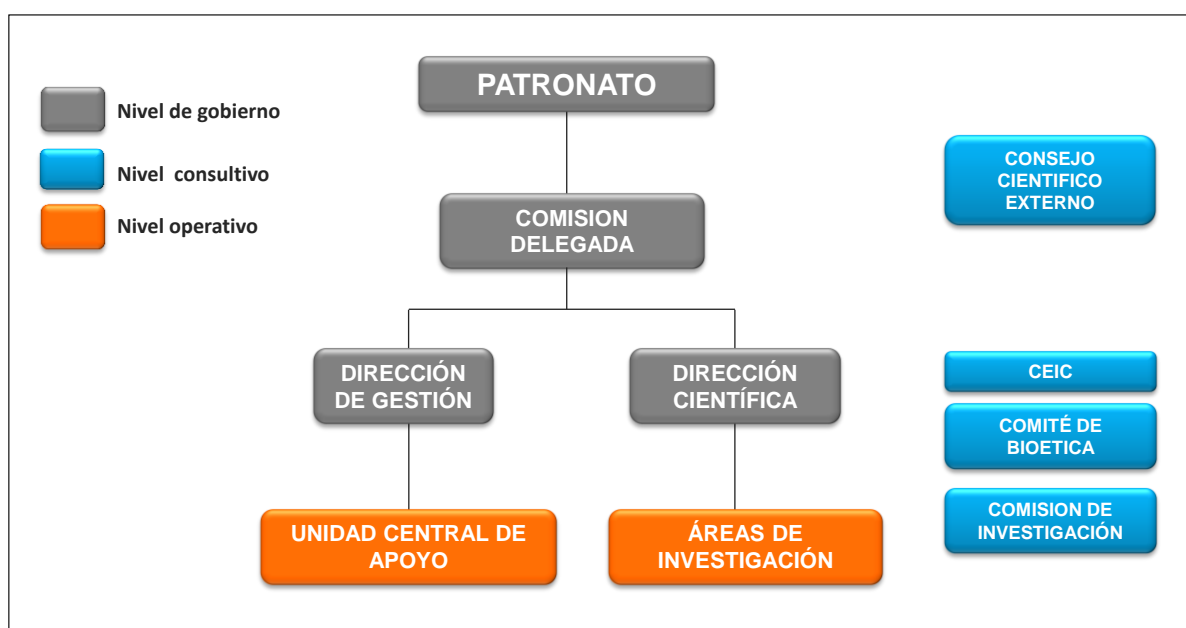 PATRONATO
Nivel de gobierno
Nivel consultivo
Nivel operativo
CONSEJO
CIENTIFICO
EXTERNO
COMISION
DELEGADA
DIRECCIÓN
DE GESTIÓN
DIRECCIÓN
CIENTÍFICA
CEIC
COMITÉ DE
BIOETICA
UNIDAD CENTRAL DE
APOYO
ÁREAS DE
INVESTIGACIÓN
COMISION DE
INVESTIGACIÓN